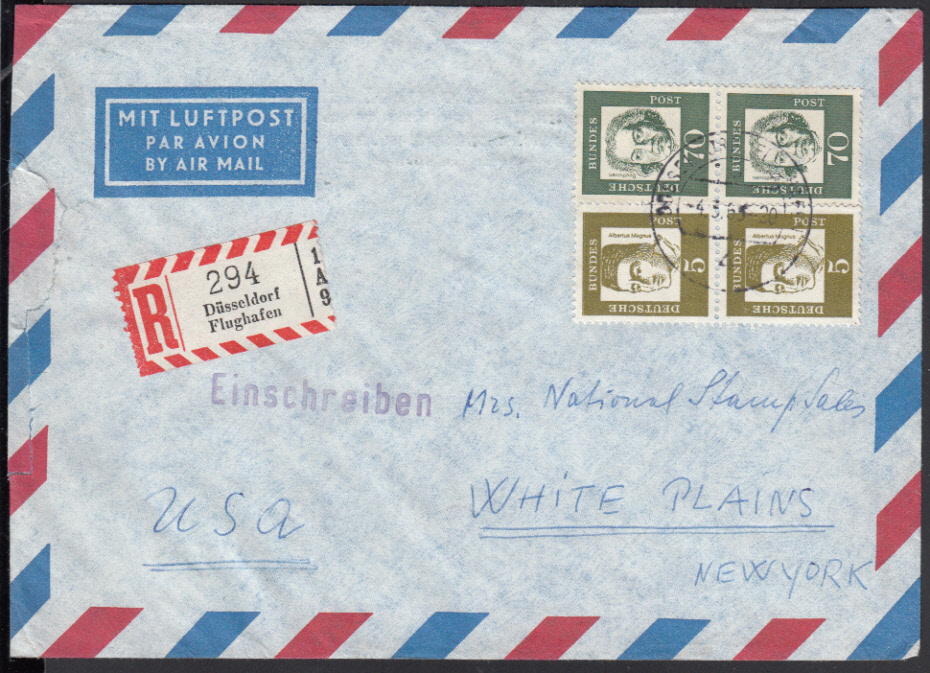 MIT LUFTPOST
PAR AVION
BY AIR MAIL
DEUTSCHE BUNDES POST 70
DEUTSCHE BUNDES POST 70
Albertus Magnus
DEUTSCHE BUNDES POST 5
Albertus Magnus
DEUTSCHE BUNDES POST 5
R
294
Düsseldorf
Flughafen
1
A
9
Einschreiben
Mrs. National Stamp Sales
WHITE PLAINS
NEW YORK
USA